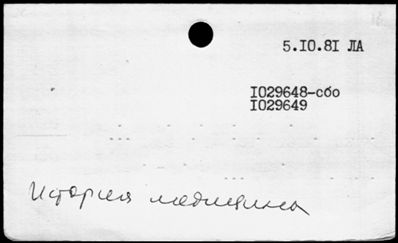 5.10.81 ЛА
1029648-сбо
1029649
История медицины